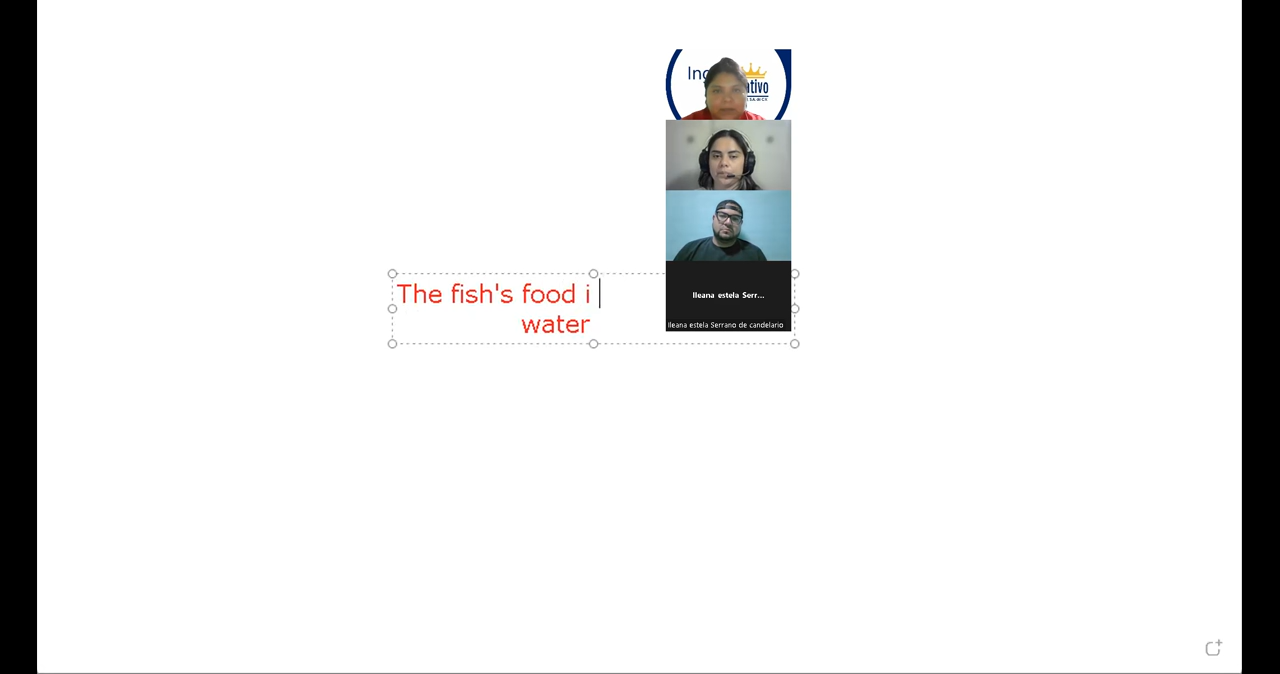 The fish's food i
water
Ileana estela Serr...
Ileana estela Serrano de candelario